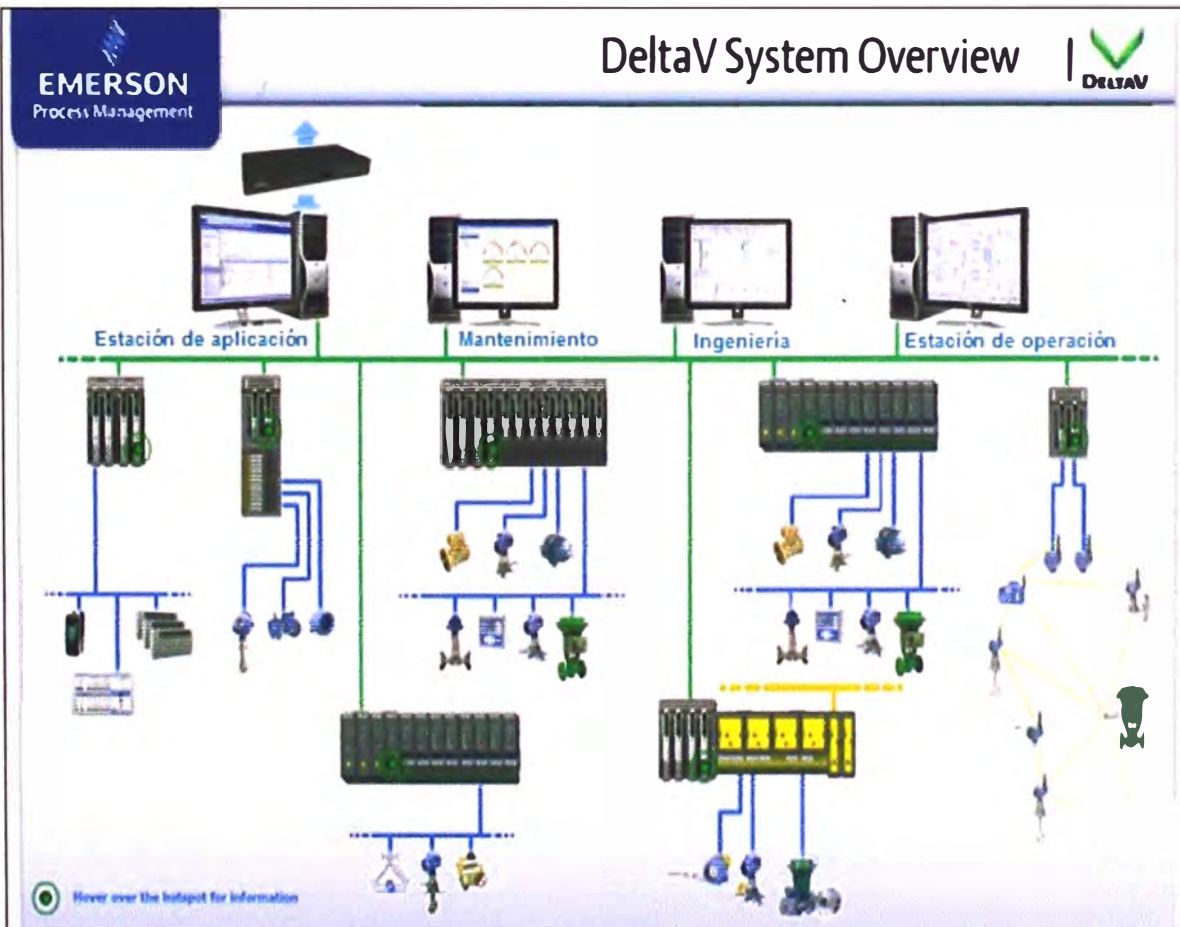 EMERSON
Process Management
DeltaV System Overview
DELTAV
Estación de aplicación
Mantenimiento
Ingeniería
Estación de operación
Hover over the hotspot for information